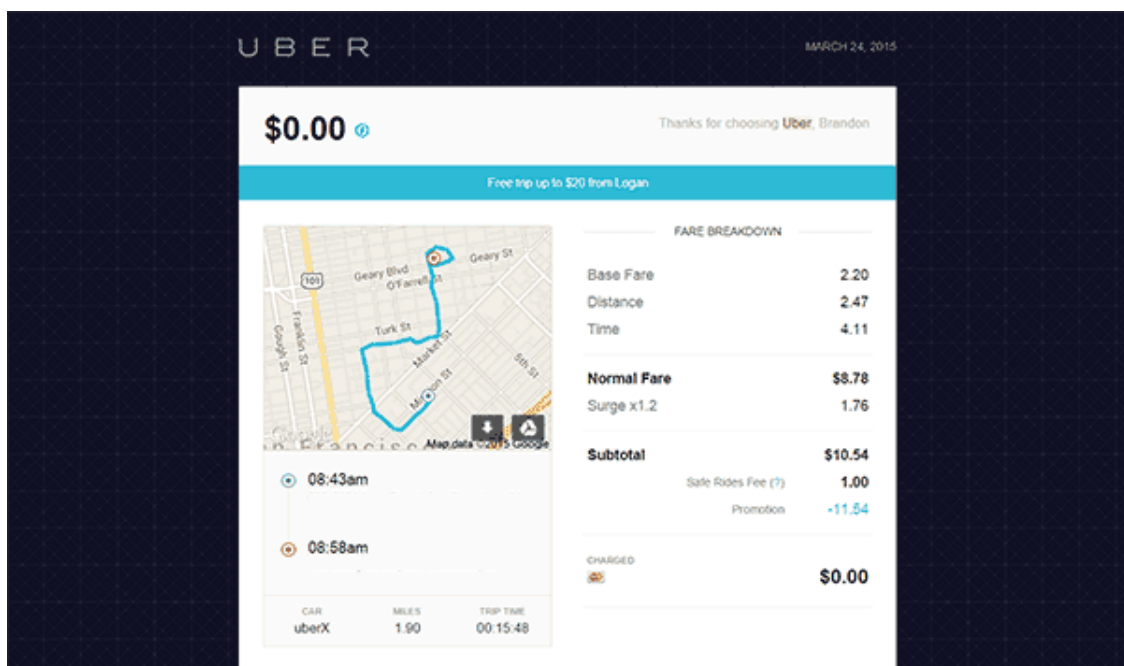 UBER
MARCH 24, 2015
$0.00
Thanks for choosing Uber, Brandon
Free trip up to $20 from Logan
Geary Blvd
Geary St
O'Farrell St
101
Franklin St
Gough St
Turk St
Market St
5th St
Mission St
Map data ©2015 Google
08:43am
08:58am
CAR MILES TRIP TIME
uberX 1.90 00:15:48
FARE BREAKDOWN
Base Fare 2.20
Distance 2.47
Time 4.11
Normal Fare $8.78
Surge x1.2 1.76
Subtotal $10.54
Safe Rides Fee (?) 1.00
Promotion -11.54
CHARGED
$0.00